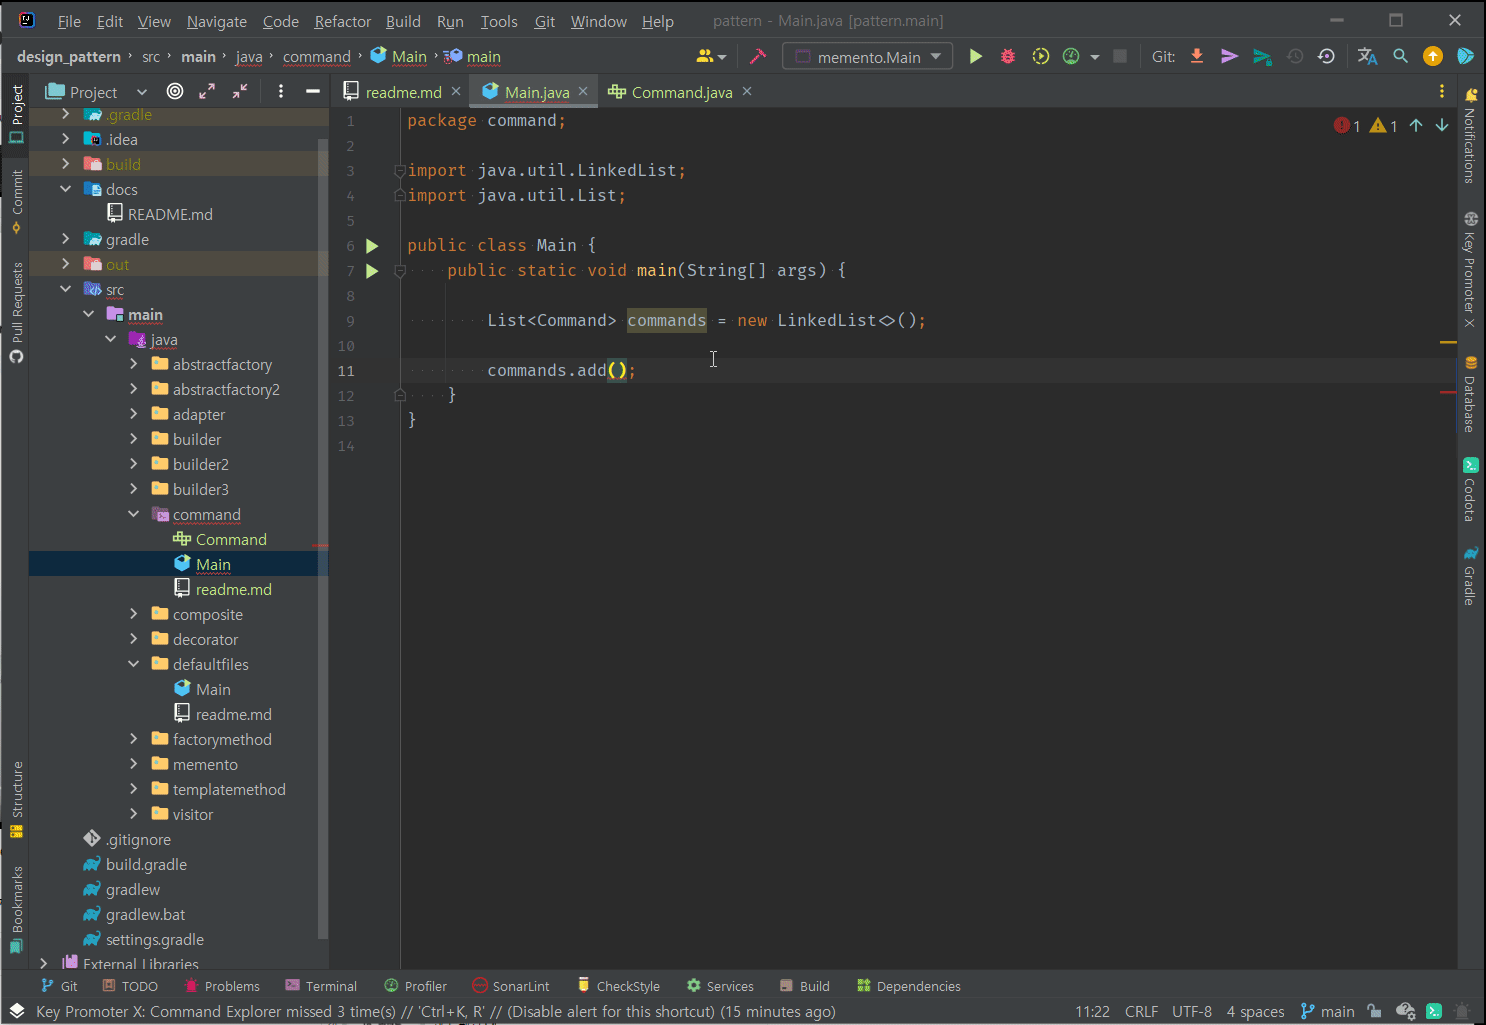 File Edit View Navigate Code Refactor Build Run Tools Git Window Help pattern - Main.java [pattern.main]
design_pattern src main java command Main main memento.Main Git:
Project readme.md Main.java Command.java
Project
Commit
Pull Requests
Structure
Bookmarks
.gradle
.idea
build
docs
README.md
gradle
out
src
main
java
abstractfactory
abstractfactory2
adapter
builder
builder2
builder3
command
Command
Main
readme.md
composite
decorator
defaultfiles
Main
readme.md
factorymethod
memento
templatemethod
visitor
.gitignore
build.gradle
gradlew
gradlew.bat
settings.gradle
External Libraries
1 package command;
2
3 import java.util.LinkedList;
4 import java.util.List;
5
6 public class Main {
7 public static void main(String[] args) {
8
9 List<Command> commands = new LinkedList<>();
10
11 commands.add();
12 }
13 }
14
1 1
Notifications
Key Promoter X
Database
Codota
Gradle
Git TODO Problems Terminal Profiler SonarLint CheckStyle Services Build Dependencies
Key Promoter X: Command Explorer missed 3 time(s) // 'Ctrl+K, R' // (Disable alert for this shortcut) (15 minutes ago) 11:22 CRLF UTF-8 4 spaces main